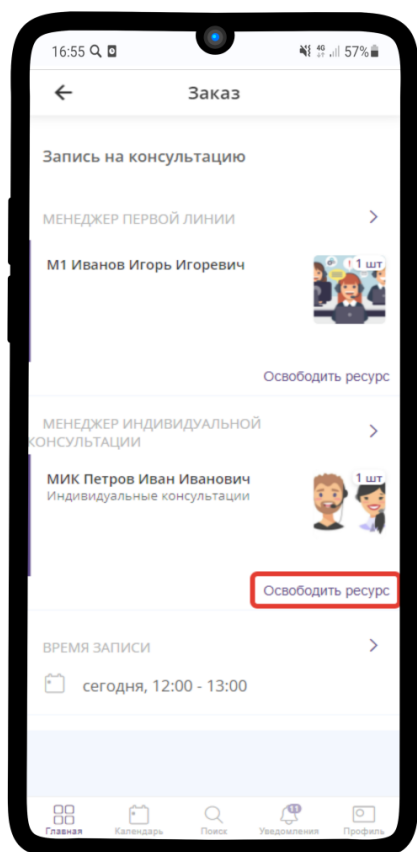 16:55 4G 57%
Заказ
Запись на консультацию
МЕНЕДЖЕР ПЕРВОЙ ЛИНИИ
М1 Иванов Игорь Игоревич
1 шт
Освободить ресурс
МЕНЕДЖЕР ИНДИВИДУАЛЬНОЙ
КОНСУЛЬТАЦИИ
МИК Петров Иван Иванович
1 шт
Индивидуальные консультации
Освободить ресурс
ВРЕМЯ ЗАПИСИ
сегодня, 12:00 - 13:00
11
Главная Календарь Поиск Уведомления Профиль